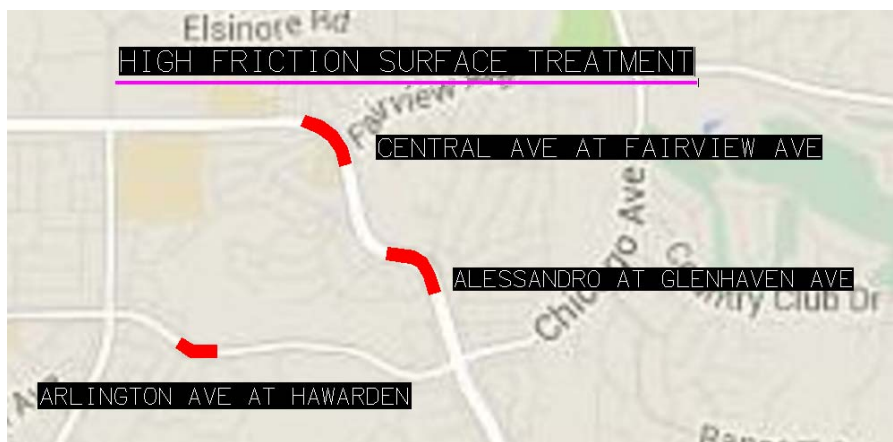 Elsinore Rd
HIGH FRICTION SURFACE TREATMENT
Fairview Ave
CENTRAL AVE AT FAIRVIEW AVE
Chicago Ave
ALESSANDRO AT GLENHAVEN AVE
Country Club Dr
ARLINGTON AVE AT HAWARDEN
Ave